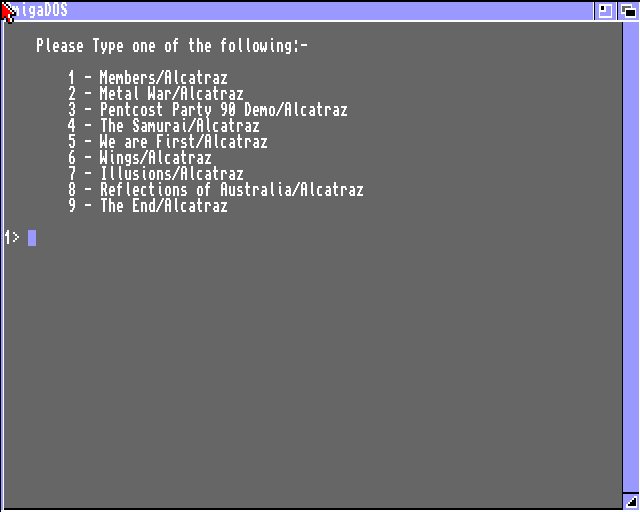 AmigaDOS
Please Type one of the following:-
1 - Members/Alcatraz
2 - Metal War/Alcatraz
3 - Pentcost Party 90 Demo/Alcatraz
4 - The Samurai/Alcatraz
5 - We are First/Alcatraz
6 - Wings/Alcatraz
7 - Illusions/Alcatraz
8 - Reflections of Australia/Alcatraz
9 - The End/Alcatraz
1>